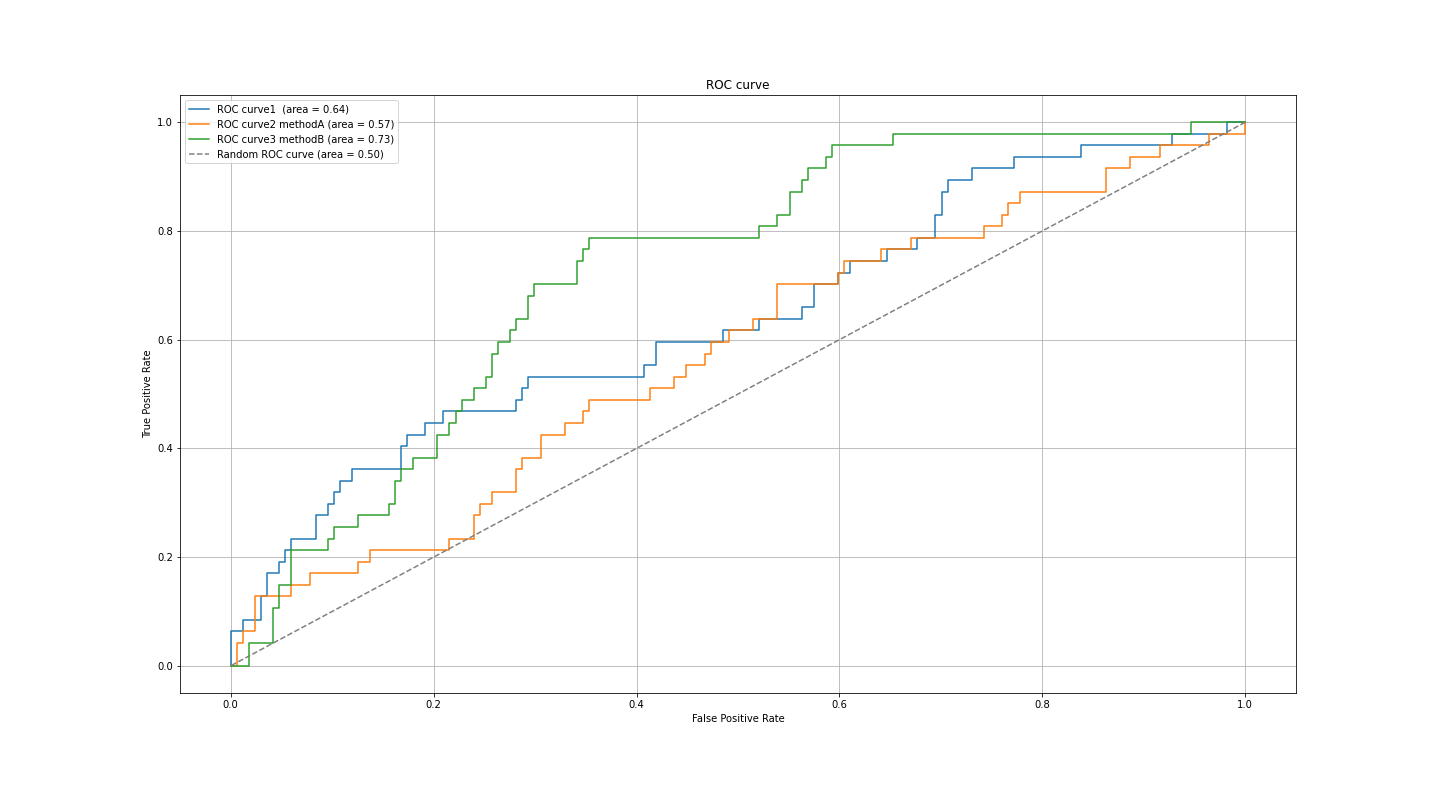 ROC curve
ROC curve1  (area = 0.64)
ROC curve2 methodA (area = 0.57)
ROC curve3 methodB (area = 0.73)
Random ROC curve (area = 0.50)
1.0
0.8
0.6
0.4
0.2
0.0
True Positive Rate
0.0 0.2 0.4 0.6 0.8 1.0
False Positive Rate